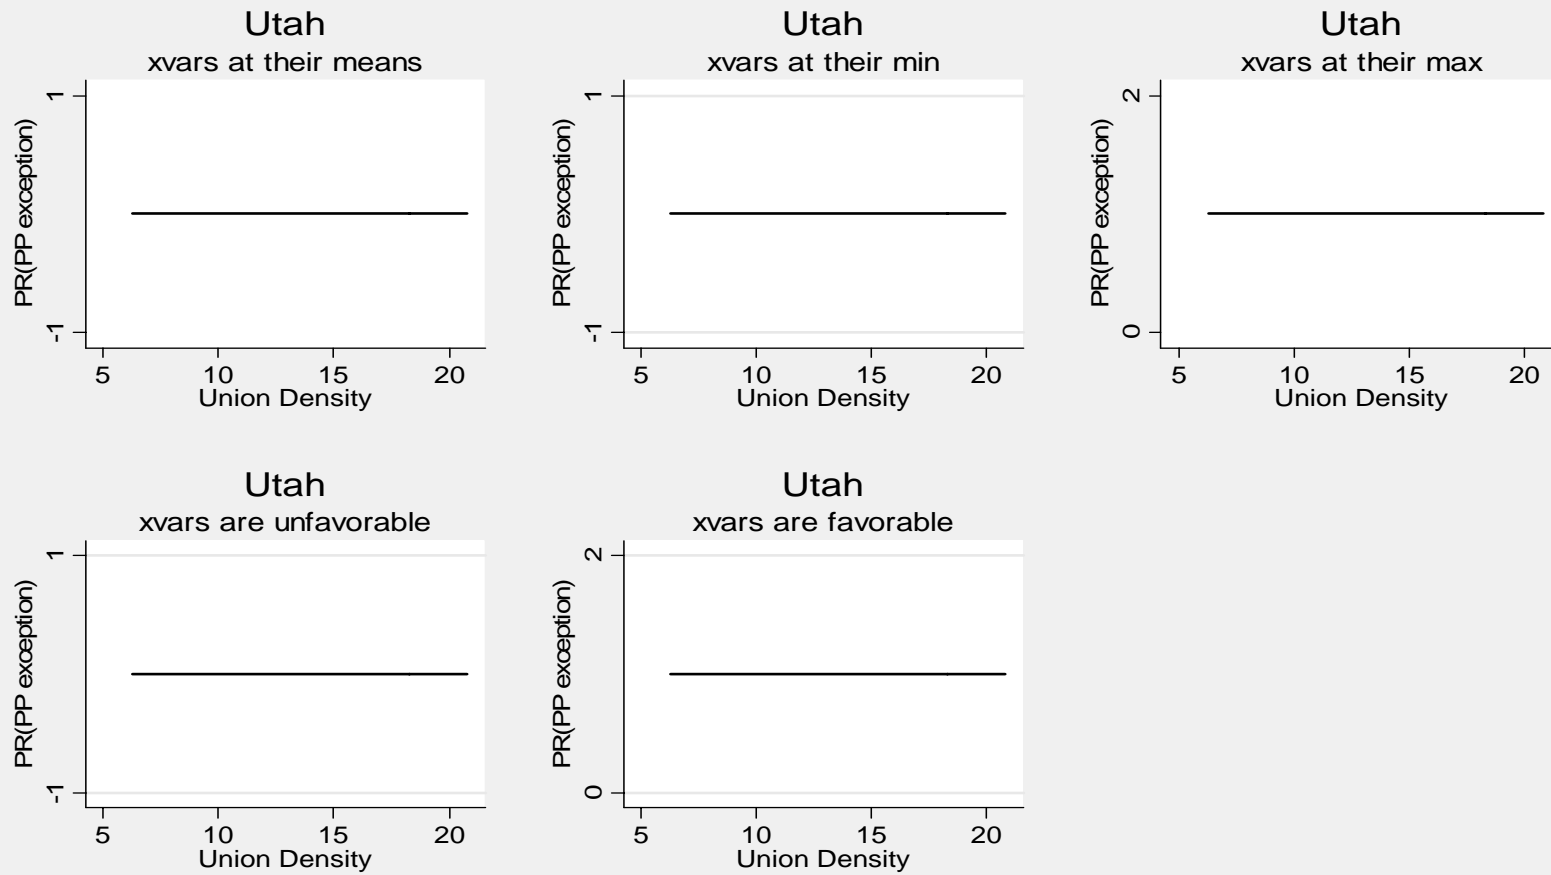 Utah
xvars at their means
PR(PP exception)
1
-1
5 10 15 20
Union Density
Utah
xvars at their min
PR(PP exception)
1
-1
5 10 15 20
Union Density
Utah
xvars at their max
PR(PP exception)
2
0
5 10 15 20
Union Density
Utah
xvars are unfavorable
PR(PP exception)
1
-1
5 10 15 20
Union Density
Utah
xvars are favorable
PR(PP exception)
2
0
5 10 15 20
Union Density